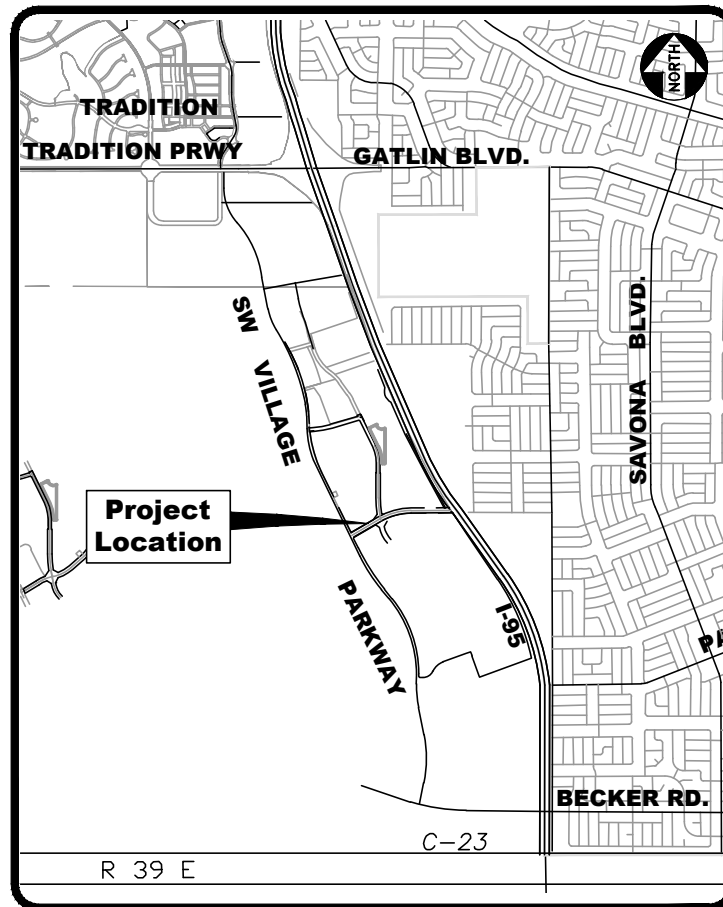 NORTH
TRADITION
TRADITION PRWY
GATLIN BLVD.
SW VILLAGE PARKWAY
SAVONA BLVD.
Project
Location
I-95
BECKER RD.
C-23
R 39 E